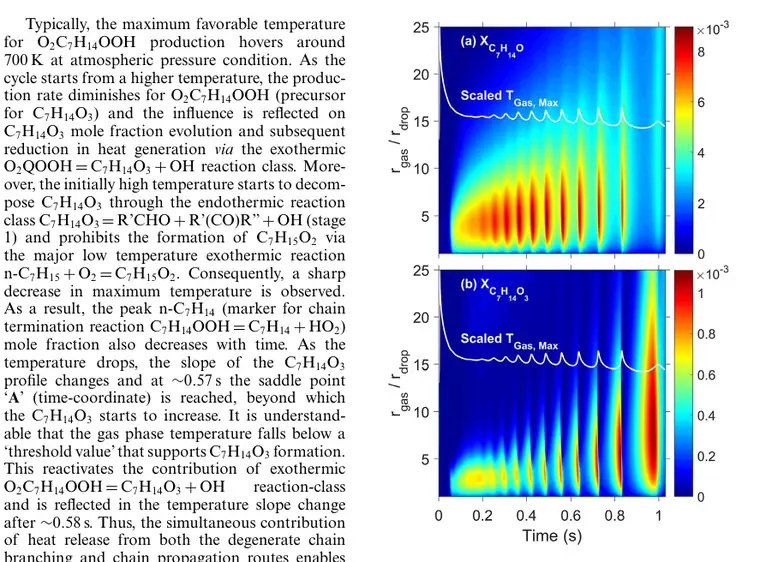 Typically, the maximum favorable temperature
for O₂C₇H₁₄OOH production hovers around
700 K at atmospheric pressure condition. As the
cycle starts from a higher temperature, the produc-
tion rate diminishes for O₂C₇H₁₄OOH (precursor
for C₇H₁₄O₃) and the influence is reflected on
C₇H₁₄O₃ mole fraction evolution and subsequent
reduction in heat generation via the exothermic
O₂QOOH = C₇H₁₄O₃ + OH reaction class. More-
over, the initially high temperature starts to decom-
pose C₇H₁₄O₃ through the endothermic reaction
class C₇H₁₄O₃ = R'CHO + R'(CO)R" + OH (stage
1) and prohibits the formation of C₇H₁₅O₂ via
the major low temperature exothermic reaction
n-C₇H₁₅ + O₂ = C₇H₁₅O₂. Consequently, a sharp
decrease in maximum temperature is observed.
As a result, the peak n-C₇H₁₄ (marker for chain
termination reaction C₇H₁₄OOH = C₇H₁₄ + HO₂)
mole fraction also decreases with time. As the
temperature drops, the slope of the C₇H₁₄O₃
profile changes and at ∼0.57 s the saddle point
'A' (time-coordinate) is reached, beyond which
the C₇H₁₄O₃ starts to increase. It is understand-
able that the gas phase temperature falls below a
'threshold value' that supports C₇H₁₄O₃ formation.
This reactivates the contribution of exothermic
O₂C₇H₁₄OOH = C₇H₁₄O₃ + OH reaction-class
and is reflected in the temperature slope change
after ∼0.58 s. Thus, the simultaneous contribution
of heat release from both the degenerate chain
branching and chain propagation routes enables
25
20
15
10
5
r_gas / r_drop
(a) X_C₇H₁₄O
Scaled T_Gas, Max
×10⁻³
8
6
4
2
0
25
20
15
10
5
r_gas / r_drop
(b) X_C₇H₁₄O₃
Scaled T_Gas, Max
×10⁻³
1
0.8
0.6
0.4
0.2
0
0 0.2 0.4 0.6 0.8 1
Time (s)